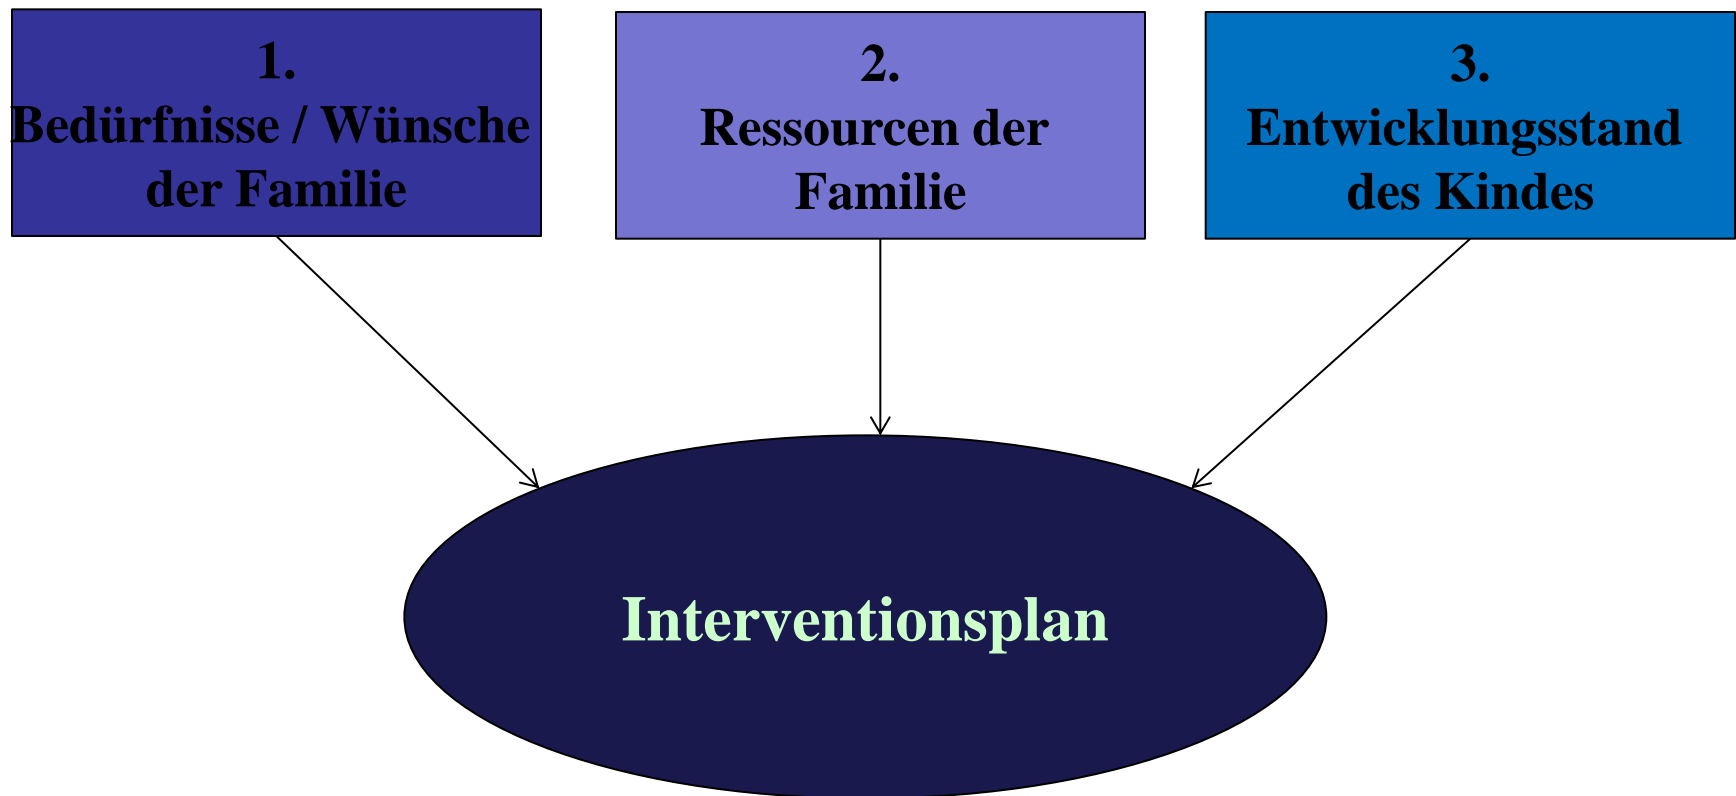 1.
Bedürfnisse / Wünsche
der Familie
2.
Ressourcen der
Familie
3.
Entwicklungsstand
des Kindes
Interventionsplan